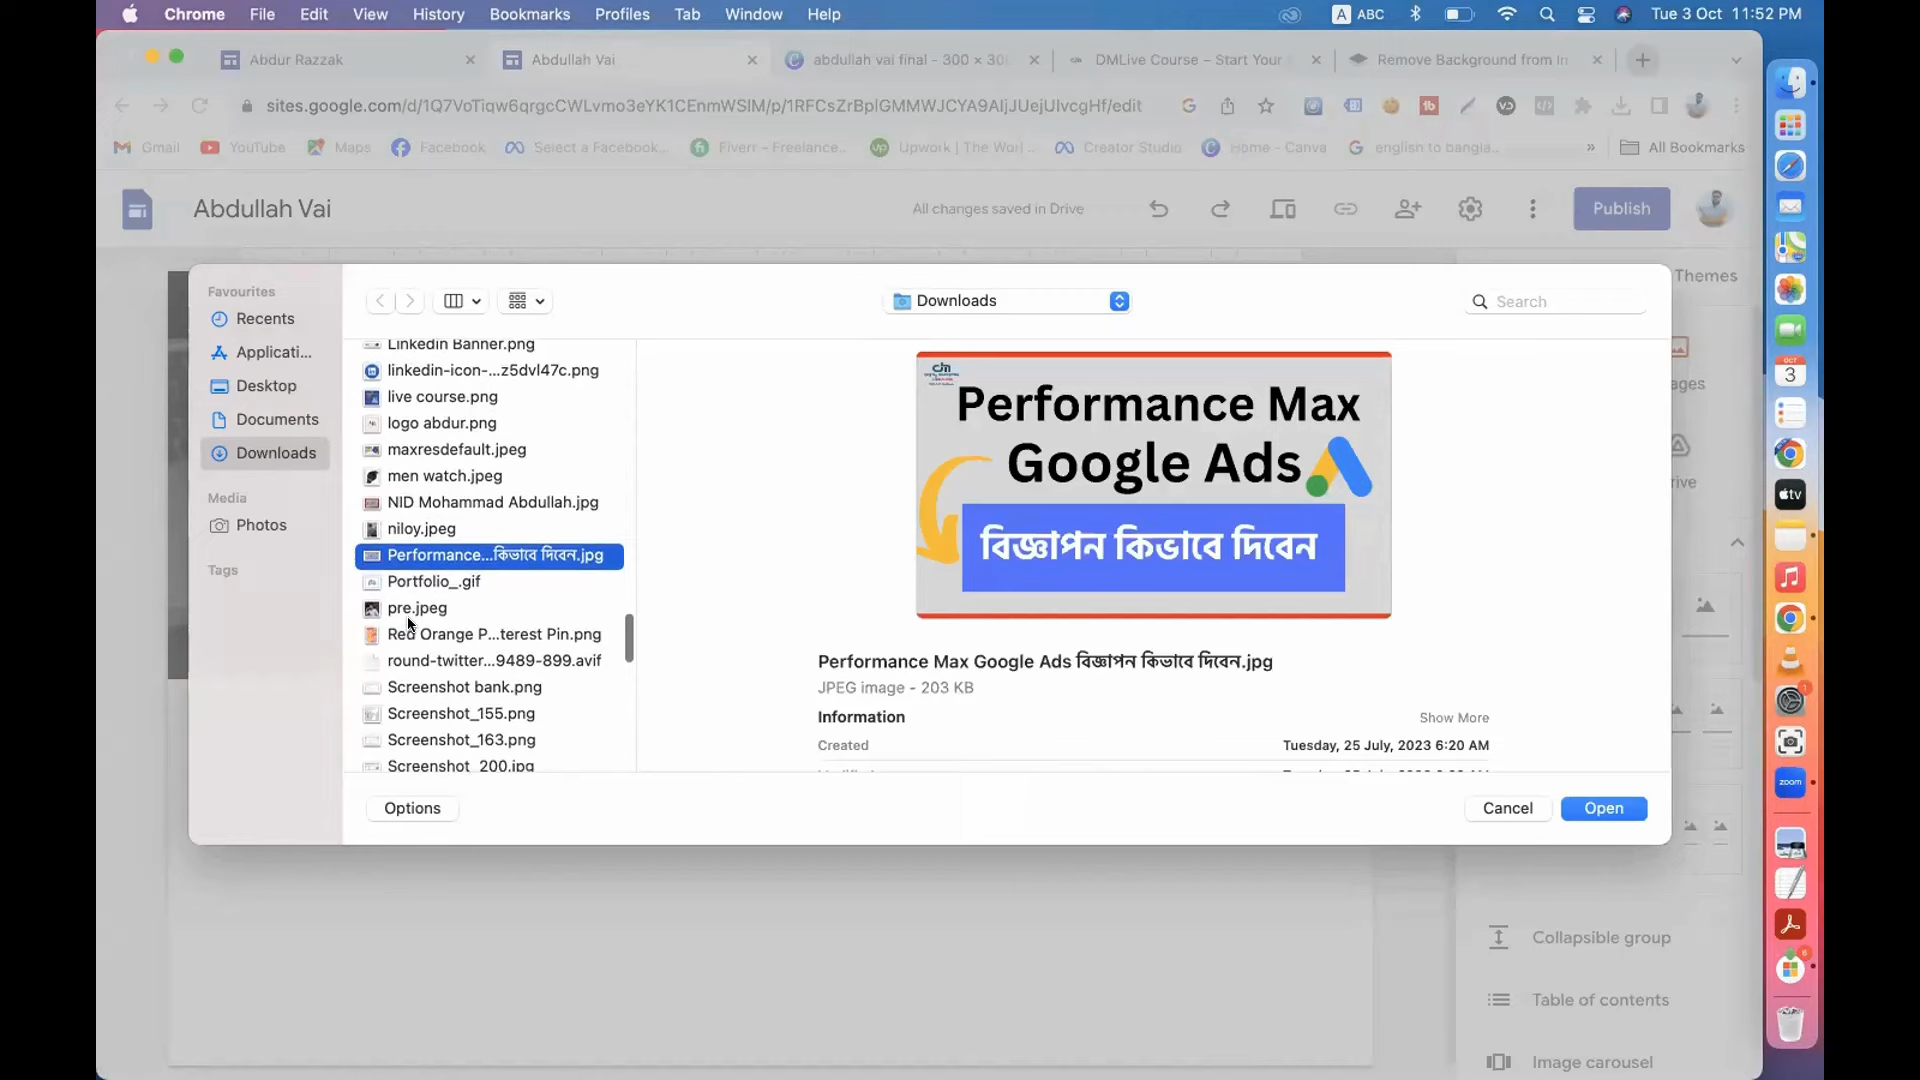 Chrome File Edit View History Bookmarks Profiles Tab Window Help A ABC Tue 3 Oct 11:52 PM
Abdur Razzak Abdullah Vai abdullah vai final - 300 × 30 DMLive Course – Start Your Remove Background from
sites.google.com/d/1Q7VoTiqw6qrgcCWLvmo3eYK1CEnmWSIM/p/1RFCsZrBplGMMWJCYA9AIjJUejUIvcgHf/edit
Gmail YouTube Maps Facebook Select a Facebook... Fiverr - Freelance... Upwork | The Worl... Creator Studio Home - Canva english to bangla... » All Bookmarks
Abdullah Vai All changes saved in Drive Publish
Themes
Favourites
Recents
Applicati...
Desktop
Documents
Downloads
Media
Photos
Tags
Downloads
Search
Linkedin Banner.png
linkedin-icon-...z5dvl47c.png
live course.png
logo abdur.png
maxresdefault.jpeg
men watch.jpeg
NID Mohammad Abdullah.jpg
niloy.jpeg
Performance...কিভাবে দিবেন.jpg
Portfolio_.gif
pre.jpeg
Red Orange P...terest Pin.png
round-twitter...9489-899.avif
Screenshot bank.png
Screenshot_155.png
Screenshot_163.png
Screenshot_200.jpg
Performance Max
Google Ads
বিজ্ঞাপন কিভাবে দিবেন
Performance Max Google Ads বিজ্ঞাপন কিভাবে দিবেন.jpg
JPEG image - 203 KB
Information Show More
Created Tuesday, 25 July, 2023 6:20 AM
Options Cancel Open
Collapsible group
Table of contents
Image carousel
OCT
3
tv
zoom